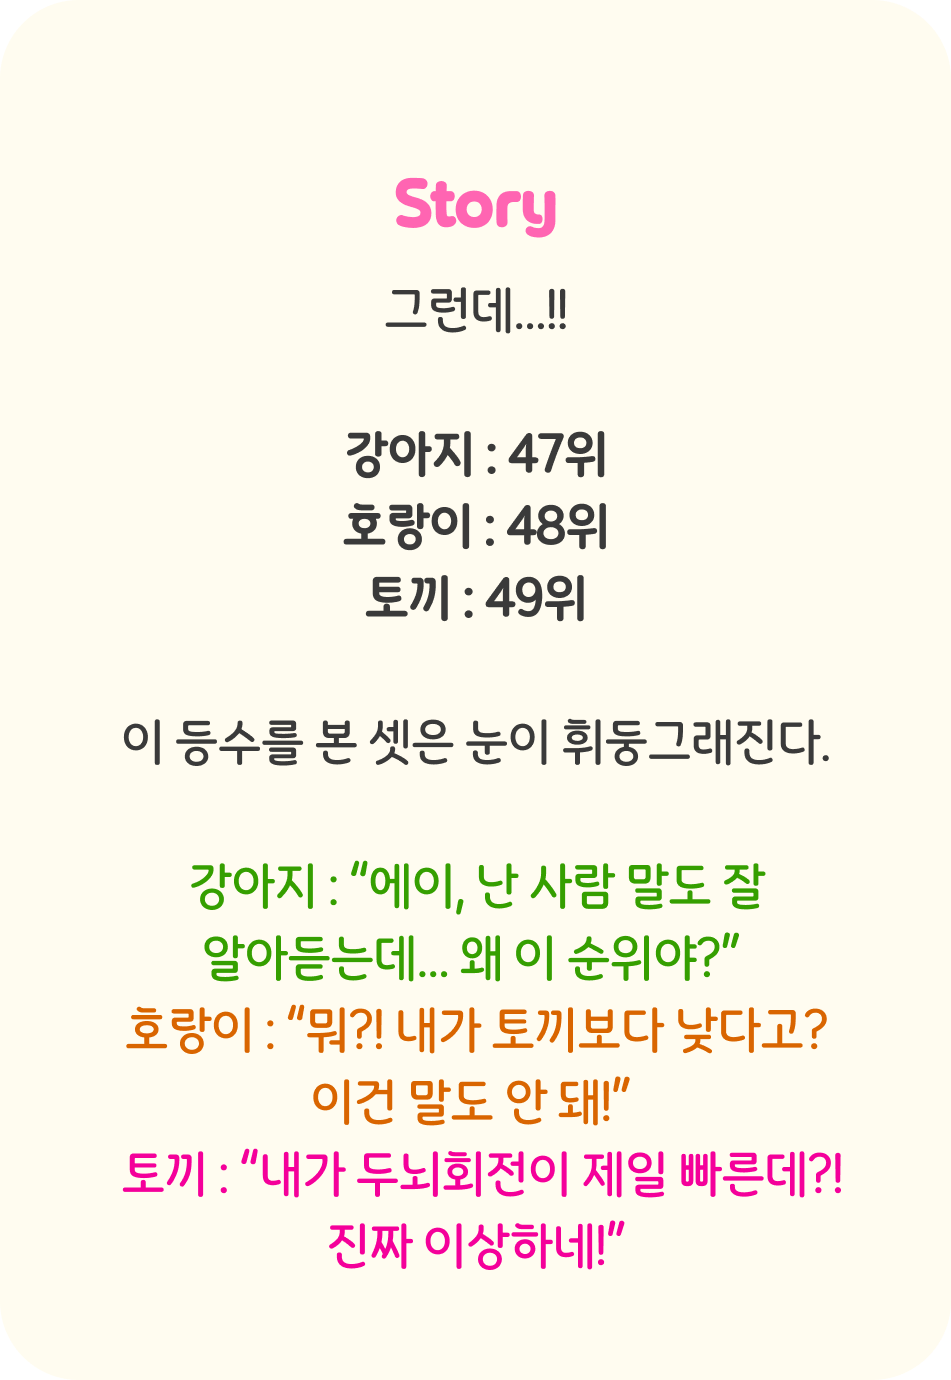 Story
그런데...!!
강아지 : 47위
호랑이 : 48위
토끼 : 49위
이 등수를 본 셋은 눈이 휘둥그래진다.
강아지 : “에이, 난 사람 말도 잘
알아듣는데... 왜 이 순위야?”
호랑이 : “뭐?! 내가 토끼보다 낮다고?
이건 말도 안 돼!”
토끼 : “내가 두뇌회전이 제일 빠른데?!
진짜 이상하네!”